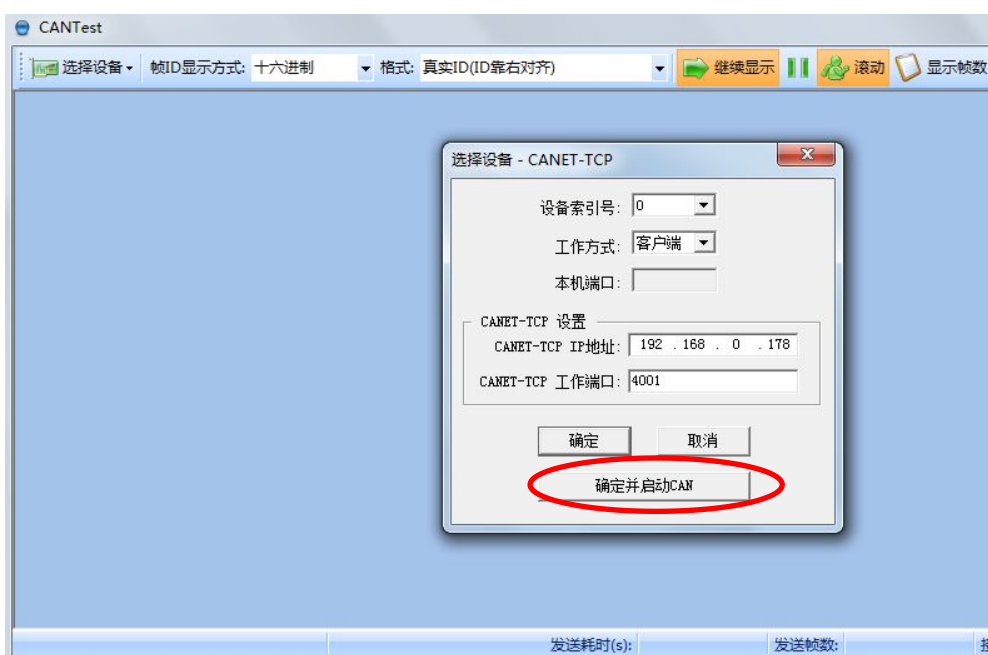 CANTest
选择设备 帧ID显示方式: 十六进制 格式: 真实ID(ID靠右对齐) 继续显示 滚动 显示帧数
选择设备 - CANET-TCP
设备索引号: 0
工作方式: 客户端
本机端口:
CANET-TCP 设置
CANET-TCP IP地址: 192 . 168 . 0 . 178
CANET-TCP 工作端口: 4001
确定 取消
确定并启动CAN
发送耗时(s): 发送帧数: